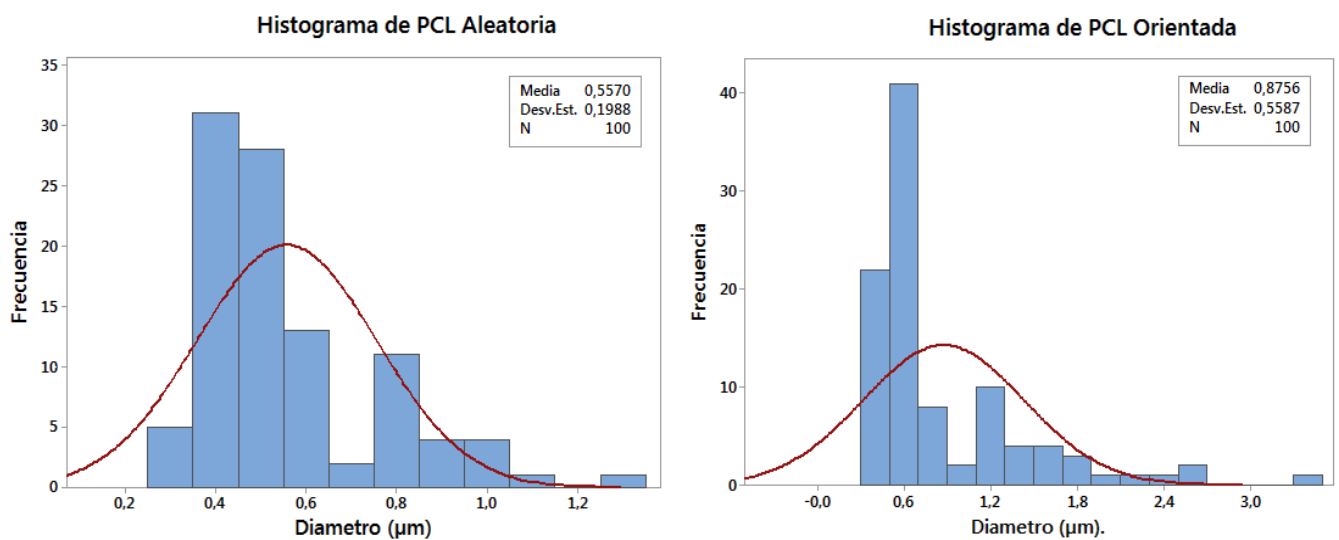 Histograma de PCL Aleatoria
35
30
25
20
15
10
5
0
Frecuencia
Media 0,5570
Desv.Est. 0,1988
N 100
0,2 0,4 0,6 0,8 1,0 1,2
Diametro (µm)
Histograma de PCL Orientada
40
30
20
10
0
Frecuencia
Media 0,8756
Desv.Est. 0,5587
N 100
-0,0 0,6 1,2 1,8 2,4 3,0
Diametro (µm).